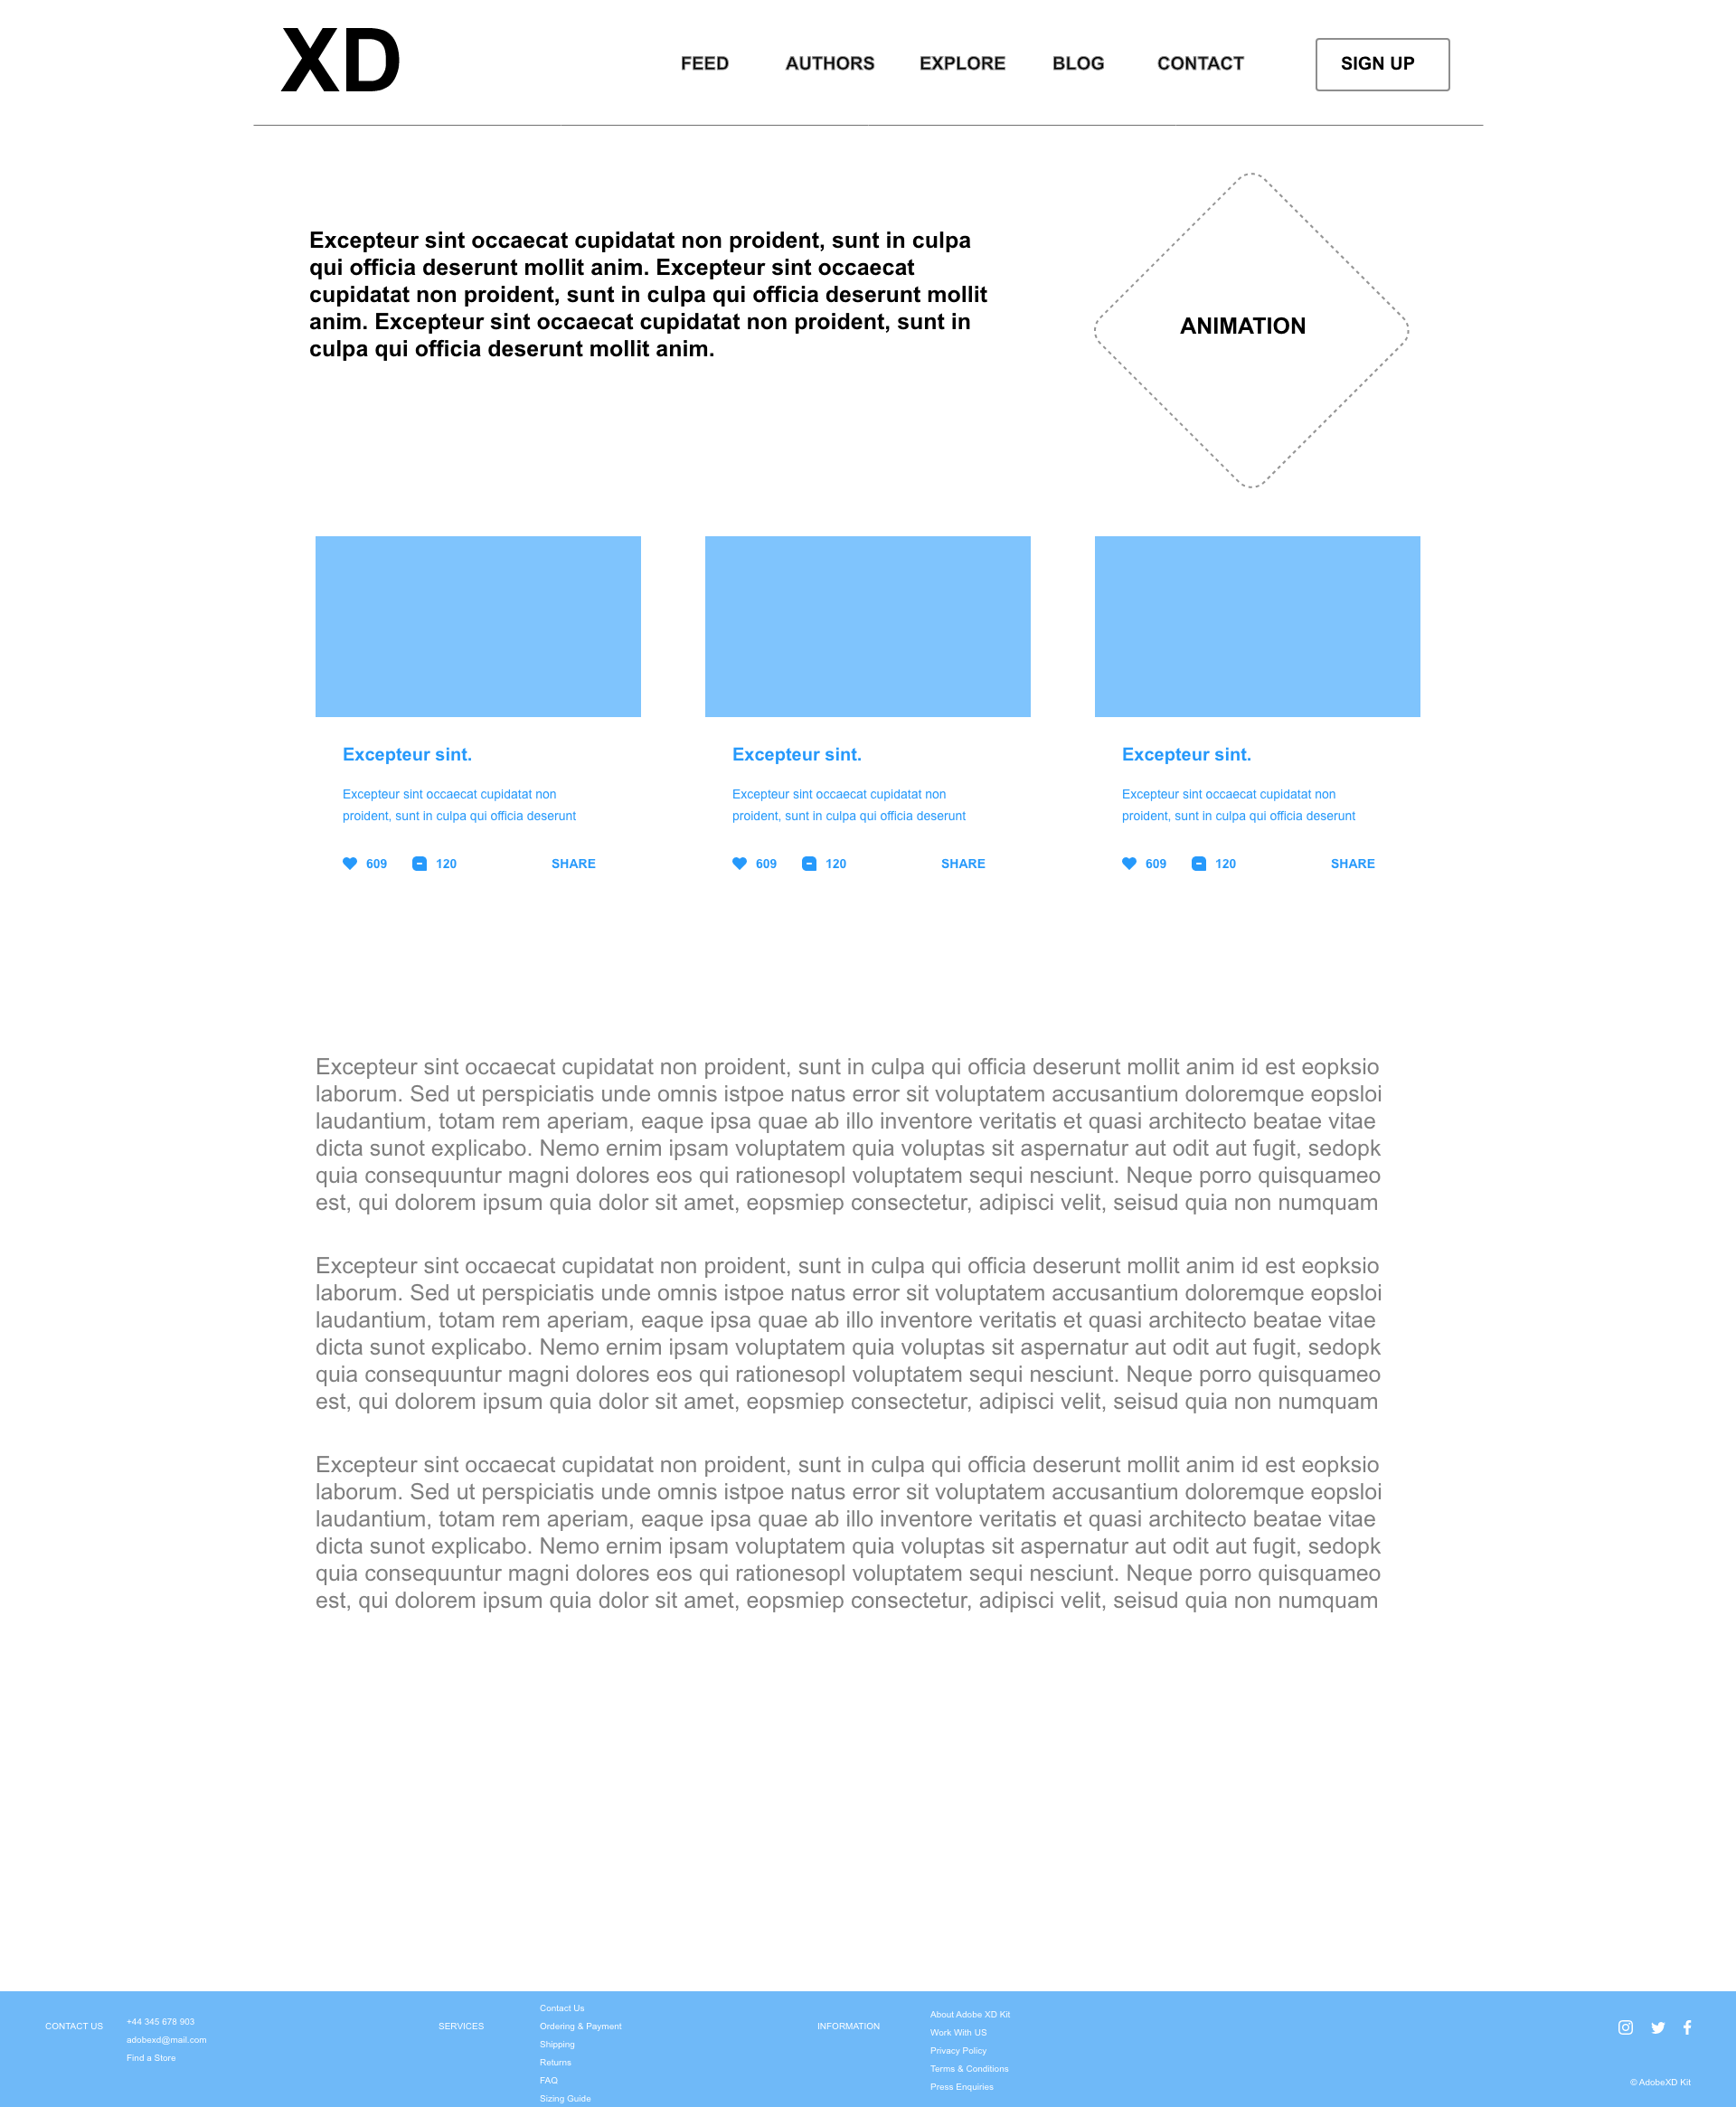 XD
FEED AUTHORS EXPLORE BLOG CONTACT SIGN UP
Excepteur sint occaecat cupidatat non proident, sunt in culpa
qui officia deserunt mollit anim. Excepteur sint occaecat
cupidatat non proident, sunt in culpa qui officia deserunt mollit
anim. Excepteur sint occaecat cupidatat non proident, sunt in
culpa qui officia deserunt mollit anim.
ANIMATION
Excepteur sint.
Excepteur sint occaecat cupidatat non
proident, sunt in culpa qui officia deserunt
609 120 SHARE
Excepteur sint.
Excepteur sint occaecat cupidatat non
proident, sunt in culpa qui officia deserunt
609 120 SHARE
Excepteur sint.
Excepteur sint occaecat cupidatat non
proident, sunt in culpa qui officia deserunt
609 120 SHARE
Excepteur sint occaecat cupidatat non proident, sunt in culpa qui officia deserunt mollit anim id est eopksio
laborum. Sed ut perspiciatis unde omnis istpoe natus error sit voluptatem accusantium doloremque eopsloi
laudantium, totam rem aperiam, eaque ipsa quae ab illo inventore veritatis et quasi architecto beatae vitae
dicta sunot explicabo. Nemo ernim ipsam voluptatem quia voluptas sit aspernatur aut odit aut fugit, sedopk
quia consequuntur magni dolores eos qui rationesopl voluptatem sequi nesciunt. Neque porro quisquameo
est, qui dolorem ipsum quia dolor sit amet, eopsmiep consectetur, adipisci velit, seisud quia non numquam
Excepteur sint occaecat cupidatat non proident, sunt in culpa qui officia deserunt mollit anim id est eopksio
laborum. Sed ut perspiciatis unde omnis istpoe natus error sit voluptatem accusantium doloremque eopsloi
laudantium, totam rem aperiam, eaque ipsa quae ab illo inventore veritatis et quasi architecto beatae vitae
dicta sunot explicabo. Nemo ernim ipsam voluptatem quia voluptas sit aspernatur aut odit aut fugit, sedopk
quia consequuntur magni dolores eos qui rationesopl voluptatem sequi nesciunt. Neque porro quisquameo
est, qui dolorem ipsum quia dolor sit amet, eopsmiep consectetur, adipisci velit, seisud quia non numquam
Excepteur sint occaecat cupidatat non proident, sunt in culpa qui officia deserunt mollit anim id est eopksio
laborum. Sed ut perspiciatis unde omnis istpoe natus error sit voluptatem accusantium doloremque eopsloi
laudantium, totam rem aperiam, eaque ipsa quae ab illo inventore veritatis et quasi architecto beatae vitae
dicta sunot explicabo. Nemo ernim ipsam voluptatem quia voluptas sit aspernatur aut odit aut fugit, sedopk
quia consequuntur magni dolores eos qui rationesopl voluptatem sequi nesciunt. Neque porro quisquameo
est, qui dolorem ipsum quia dolor sit amet, eopsmiep consectetur, adipisci velit, seisud quia non numquam
CONTACT US
+44 345 678 903
adobexd@mail.com
Find a Store
SERVICES
Contact Us
Ordering & Payment
Shipping
Returns
FAQ
Sizing Guide
INFORMATION
About Adobe XD Kit
Work With US
Privacy Policy
Terms & Conditions
Press Enquiries
© AdobeXD Kit